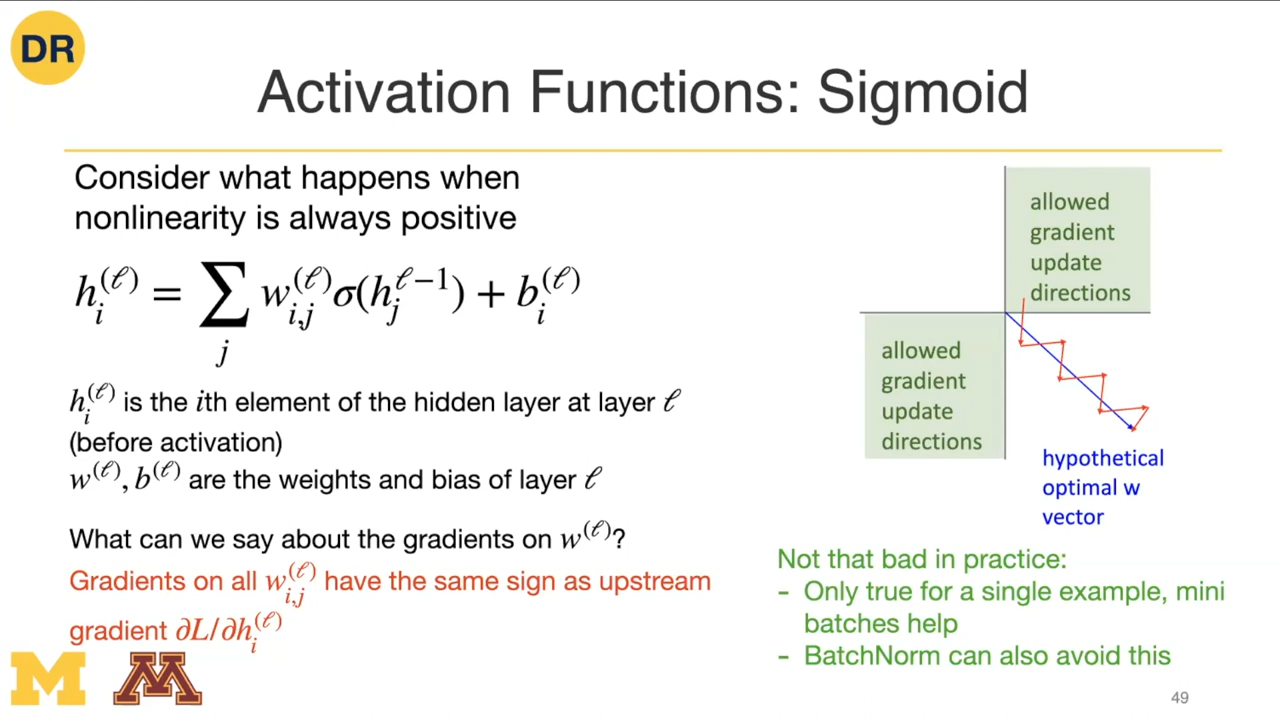 DR
Activation Functions: Sigmoid
Consider what happens when
nonlinearity is always positive
h_i^{(ℓ)} = ∑_j w_{i,j}^{(ℓ)} σ(h_j^{ℓ−1}) + b_i^{(ℓ)}
h_i^{(ℓ)} is the ith element of the hidden layer at layer ℓ
(before activation)
w^{(ℓ)}, b^{(ℓ)} are the weights and bias of layer ℓ
What can we say about the gradients on w^{(ℓ)}?
Gradients on all w_{i,j}^{(ℓ)} have the same sign as upstream
gradient ∂L/∂h_i^{(ℓ)}
allowed
gradient
update
directions
allowed
gradient
update
directions
hypothetical
optimal w
vector
Not that bad in practice:
- Only true for a single example, mini
batches help
- BatchNorm can also avoid this
M M
49